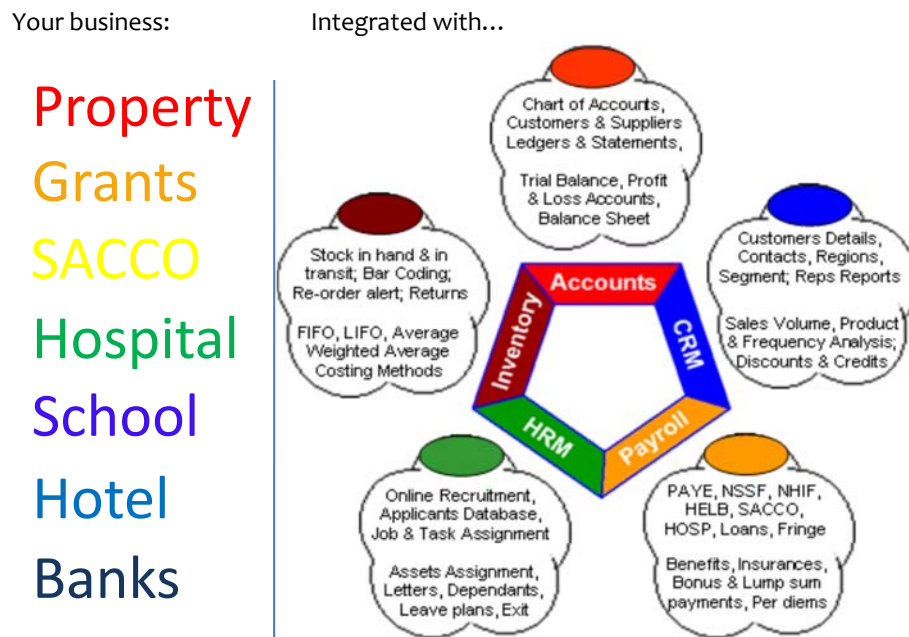 Your business:
Integrated with...
Property
Grants
SACCO
Hospital
School
Hotel
Banks
Chart of Accounts,
Customers & Suppliers
Ledgers & Statements,
Trial Balance, Profit
& Loss Accounts,
Balance Sheet
Stock in hand & in
transit; Bar Coding;
Re-order alert; Returns
FIFO, LIFO, Average
Weighted Average
Costing Methods
Customers Details,
Contacts, Regions,
Segment; Reps Reports
Sales Volume, Product
& Frequency Analysis;
Discounts & Credits
Accounts
Inventory
CRM
HRM
Payroll
Online Recruitment,
Applicants Database,
Job & Task Assignment
Assets Assignment,
Letters, Dependants,
Leave plans, Exit
PAYE, NSSF, NHIF,
HELB, SACCO,
HOSP, Loans, Fringe
Benefits, Insurances,
Bonus & Lump sum
payments, Per diems